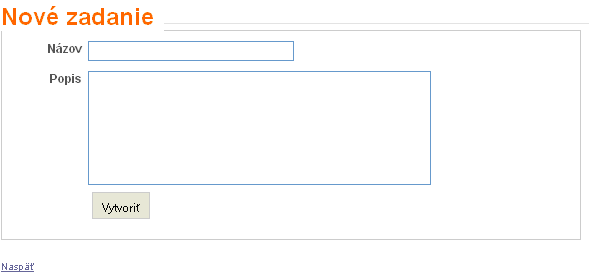 Nové zadanie
Názov
Popis
Vytvoriť
Naspäť